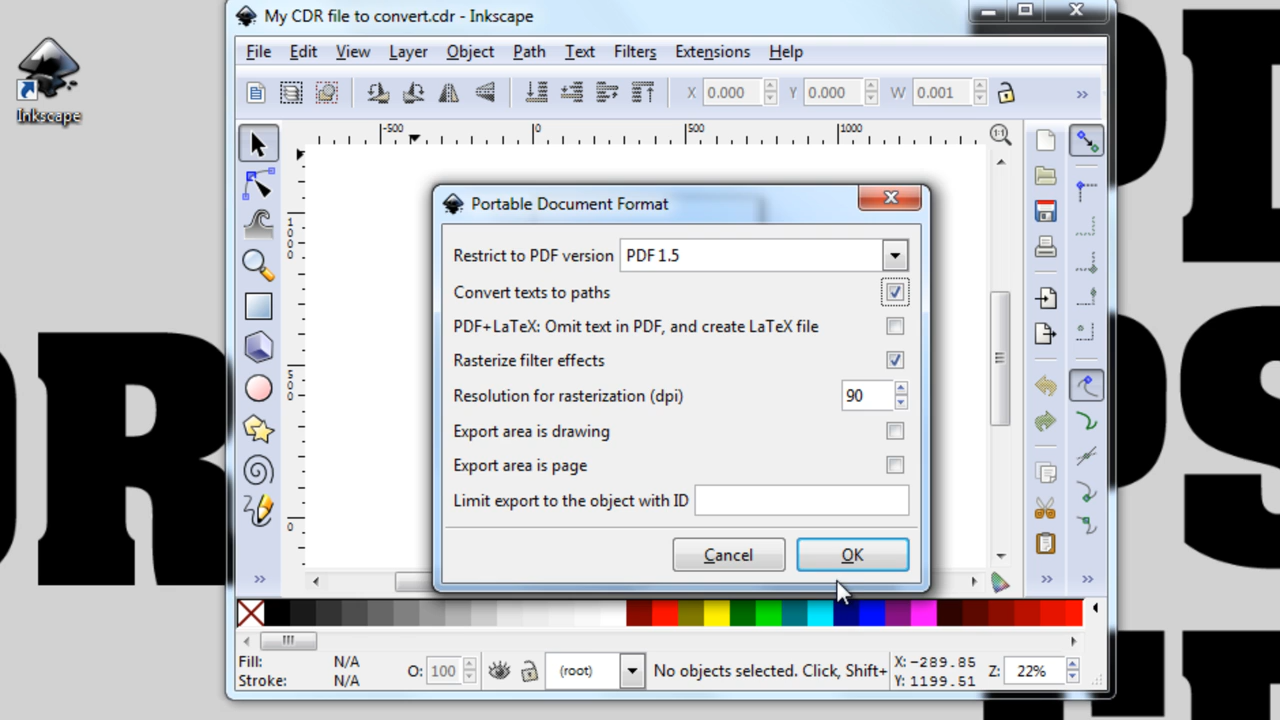 My CDR file to convert.cdr - Inkscape
File Edit View Layer Object Path Text Filters Extensions Help
X 0.000 Y 0.000 W 0.001
Inkscape
-500 0 500 1000
1000
500
0
Portable Document Format
Restrict to PDF version PDF 1.5
Convert texts to paths
PDF+LaTeX: Omit text in PDF, and create LaTeX file
Rasterize filter effects
Resolution for rasterization (dpi) 90
Export area is drawing
Export area is page
Limit export to the object with ID
Cancel OK
Fill: N/A
Stroke: N/A
O: 100
(root)
No objects selected. Click, Shift+
X: -289.85
Y: 1199.51
Z: 22%